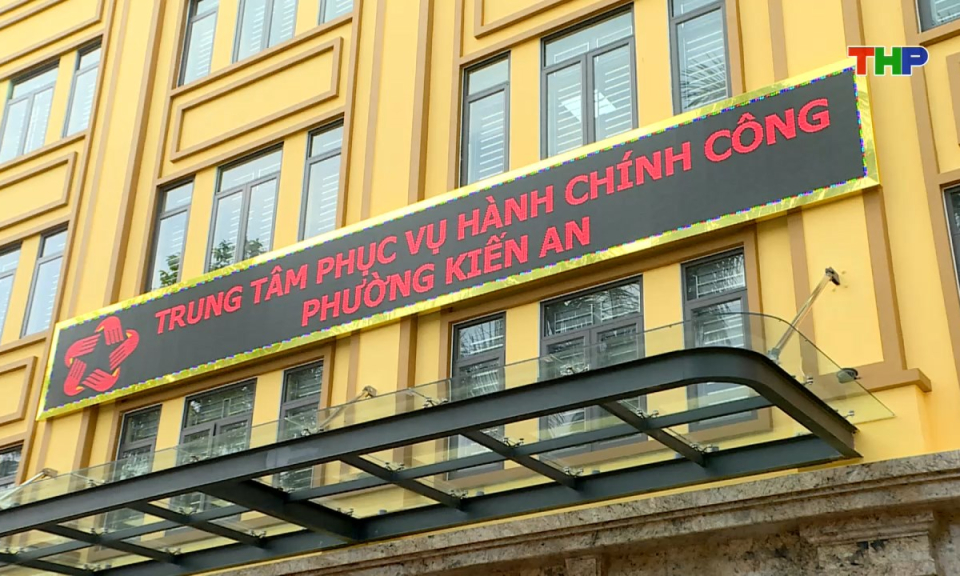 THP
TRUNG TÂM PHỤC VỤ HÀNH CHÍNH CÔNG
PHƯỜNG KIẾN AN